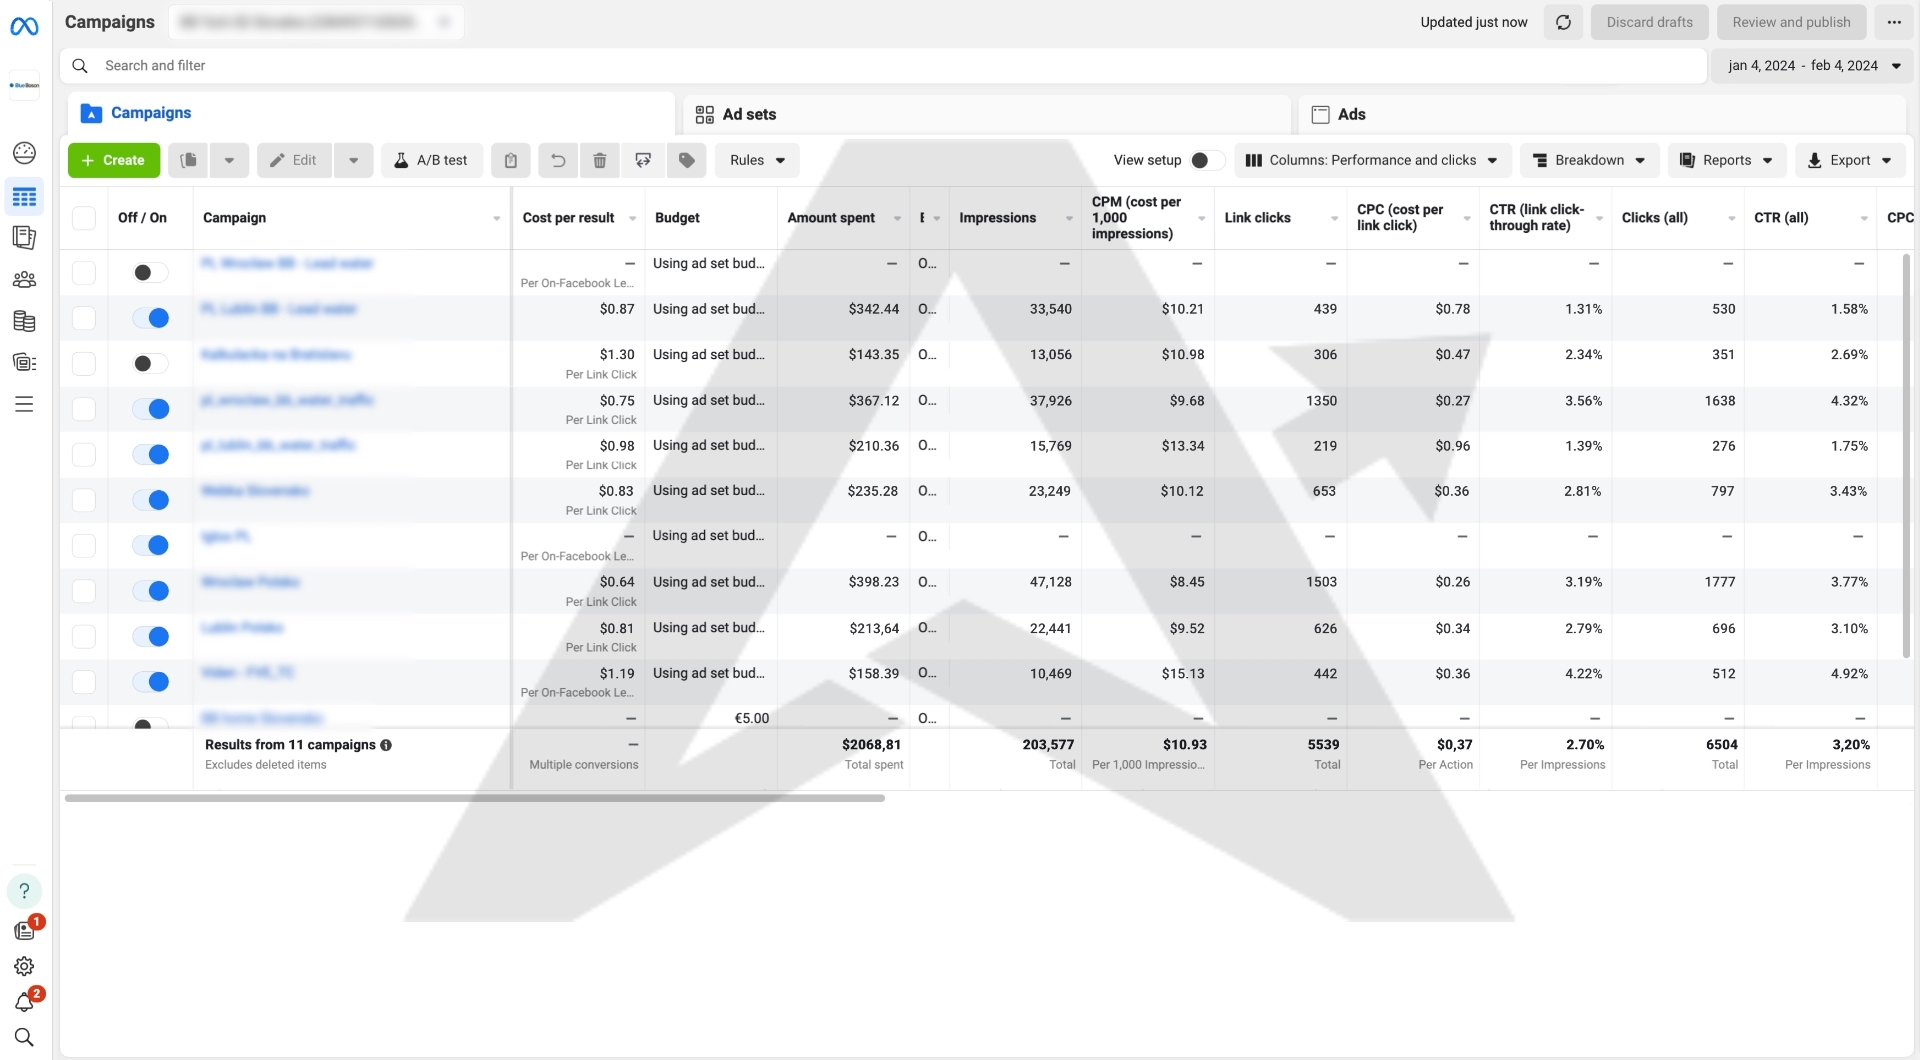 Campaigns
Updated just now
Discard drafts
Review and publish
Search and filter
jan 4, 2024 - feb 4, 2024
Campaigns
Ad sets
Ads
+ Create
Edit
A/B test
Rules
View setup
Columns: Performance and clicks
Breakdown
Reports
Export
Off / On
Campaign
Cost per result
Budget
Amount spent
Impressions
CPM (cost per
1,000
impressions)
Link clicks
CPC (cost per
link click)
CTR (link click-
through rate)
Clicks (all)
CTR (all)
CPC
— Using ad set bud... — O... — — — — — — —
Per On-Facebook Le...
$0.87 Using ad set bud... $342.44 O... 33,540 $10.21 439 $0.78 1.31% 530 1.58%
$1.30 Using ad set bud... $143.35 O... 13,056 $10.98 306 $0.47 2.34% 351 2.69%
Per Link Click
$0.75 Using ad set bud... $367.12 O... 37,926 $9.68 1350 $0.27 3.56% 1638 4.32%
Per Link Click
$0.98 Using ad set bud... $210.36 O... 15,769 $13.34 219 $0.96 1.39% 276 1.75%
Per Link Click
$0.83 Using ad set bud... $235.28 O... 23,249 $10.12 653 $0.36 2.81% 797 3.43%
Per Link Click
— Using ad set bud... — O... — — — — — — —
Per On-Facebook Le...
$0.64 Using ad set bud... $398.23 O... 47,128 $8.45 1503 $0.26 3.19% 1777 3.77%
Per Link Click
$0.81 Using ad set bud... $213,64 O... 22,441 $9.52 626 $0.34 2.79% 696 3.10%
Per Link Click
$1.19 Using ad set bud... $158.39 O... 10,469 $15.13 442 $0.36 4.22% 512 4.92%
Per On-Facebook Le...
— €5.00 — O... — — — — — — —
Results from 11 campaigns — $2068,81 203,577 $10.93 5539 $0,37 2.70% 6504 3,20%
Excludes deleted items Multiple conversions Total spent Total Per 1,000 Impressio... Total Per Action Per Impressions Total Per Impressions
?
1
2